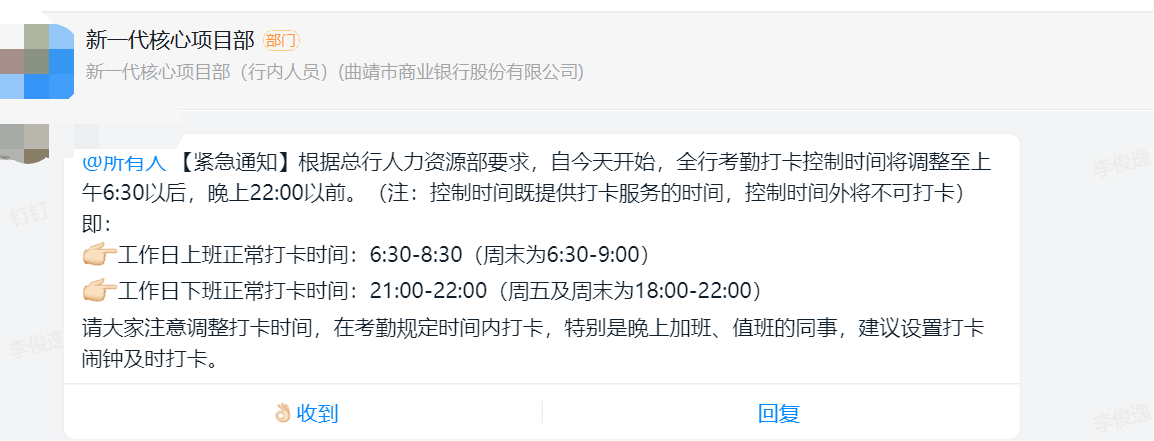 新一代核心项目部 部门
新一代核心项目部（行内人员）(曲靖市商业银行股份有限公司)
@所有人 【紧急通知】根据总行人力资源部要求，自今天开始，全行考勤打卡控制时间将调整至上
午6:30以后，晚上22:00以前。（注：控制时间既提供打卡服务的时间，控制时间外将不可打卡）
即：
👉工作日上班正常打卡时间：6:30-8:30（周末为6:30-9:00）
👉工作日下班正常打卡时间：21:00-22:00（周五及周末为18:00-22:00）
请大家注意调整打卡时间，在考勤规定时间内打卡，特别是晚上加班、值班的同事，建议设置打卡
闹钟及时打卡。
👌收到 回复
李俊逸
钉钉
李俊逸
李俊逸